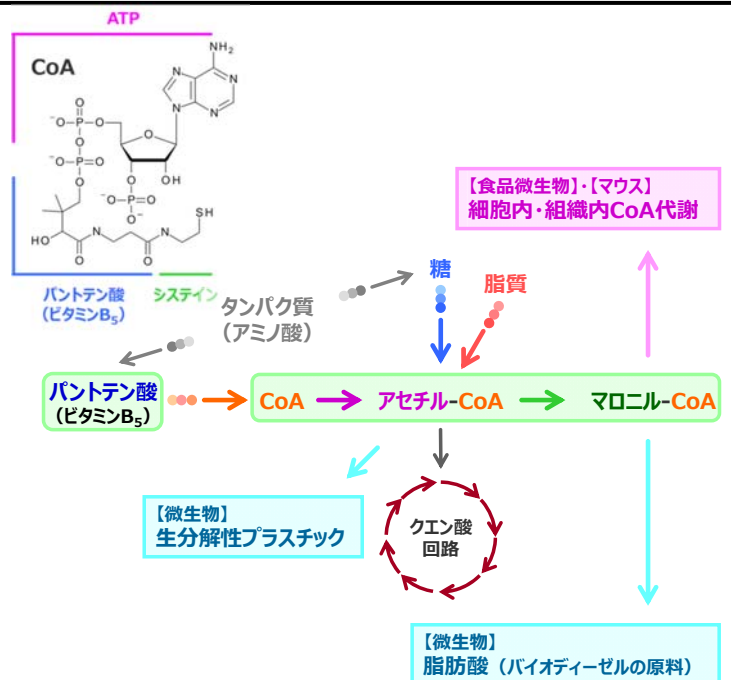 ATP
CoA
NH₂
N
N
N
N
O
O
⁻O-P-O
O
O
⁻O-P=O
O
O
OH
⁻O-P=O
O⁻
SH
HO
O
H
N
O
H
N
パントテン酸
(ビタミンB₅)
システイン
タンパク質
(アミノ酸)
糖
脂質
【食品微生物】・【マウス】
細胞内・組織内CoA代謝
パントテン酸
(ビタミンB₅)
CoA
アセチル-CoA
マロニル-CoA
【微生物】
生分解性プラスチック
クエン酸
回路
【微生物】
脂肪酸（バイオディーゼルの原料）